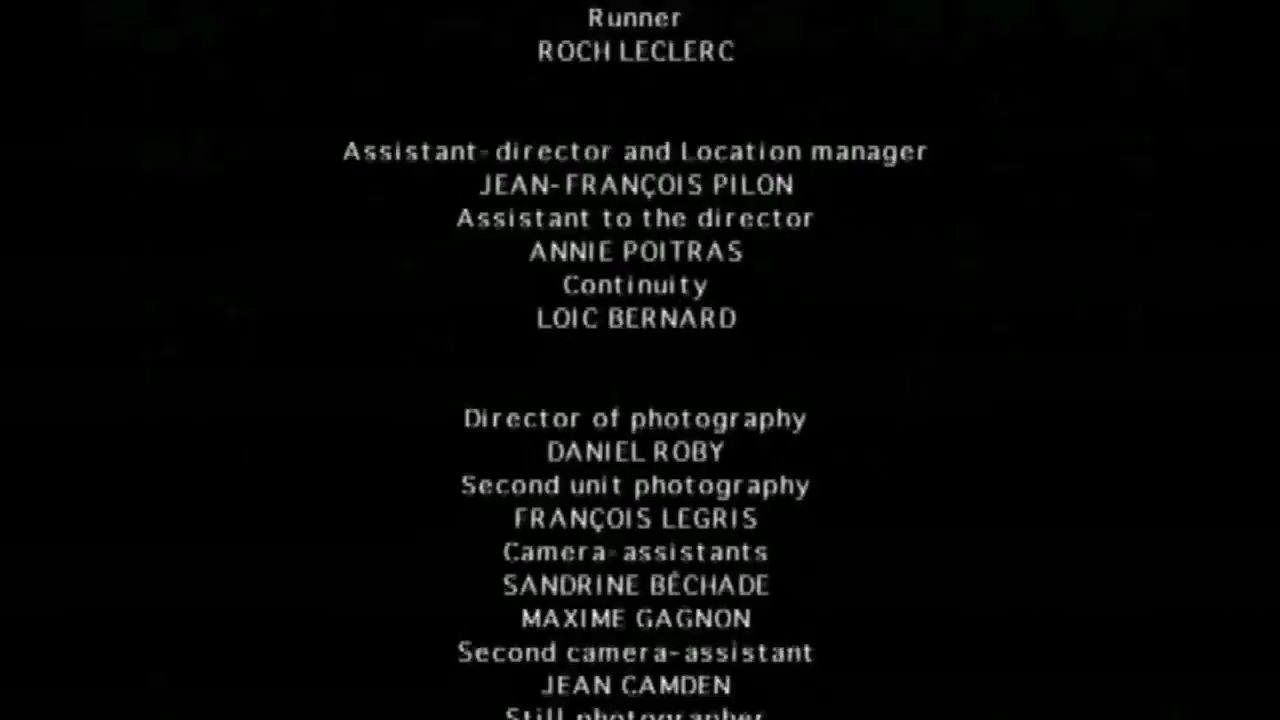 Runner
ROCH LECLERC
Assistant-director and Location manager
JEAN-FRANÇOIS PILON
Assistant to the director
ANNIE POITRAS
Continuity
LOIC BERNARD
Director of photography
DANIEL ROBY
Second unit photography
FRANÇOIS LEGRIS
Camera-assistants
SANDRINE BÉCHADE
MAXIME GAGNON
Second camera-assistant
JEAN CAMDEN
Still photographer